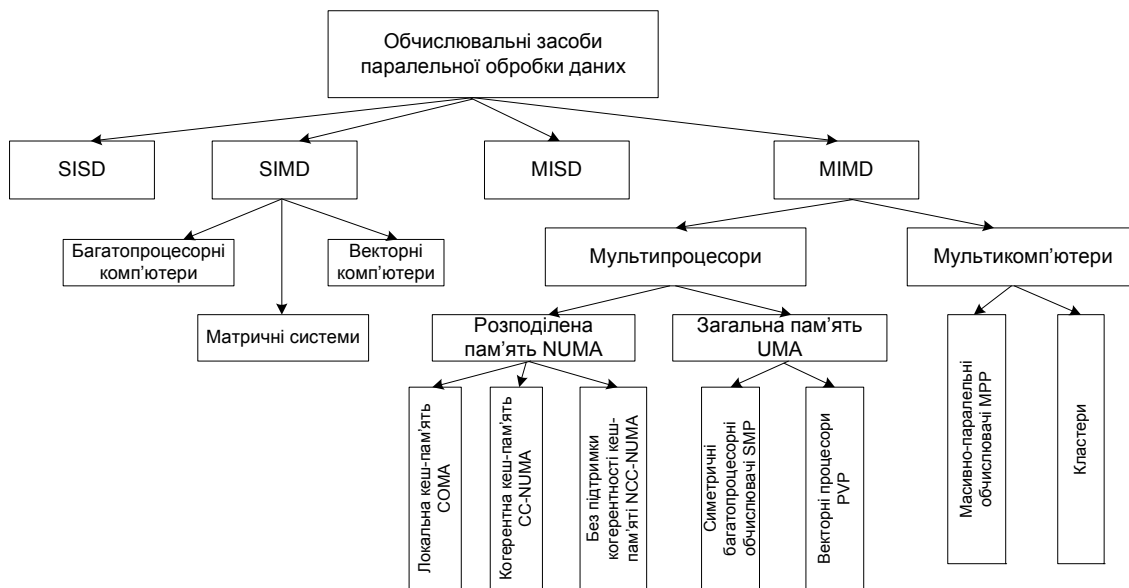 Обчислювальні засоби
паралельної обробки даних
SISD
SIMD
MISD
MIMD
Багатопроцесорні
комп’ютери
Векторні
комп’ютери
Мультипроцесори
Мультикомп’ютери
Матричні системи
Розподілена
пам’ять NUMA
Загальна пам’ять
UMA
Локальна кеш-пам’ять
COMA
Когерентна кеш-пам’ять
CC-NUMA
Без підтримки
когерентності кеш-
пам’яті NCC-NUMA
Симетричні
багатопроцесорні
обчислювачі SMP
Векторні процесори
PVP
Масивно-паралельні
обчислювачі MPP
Кластери